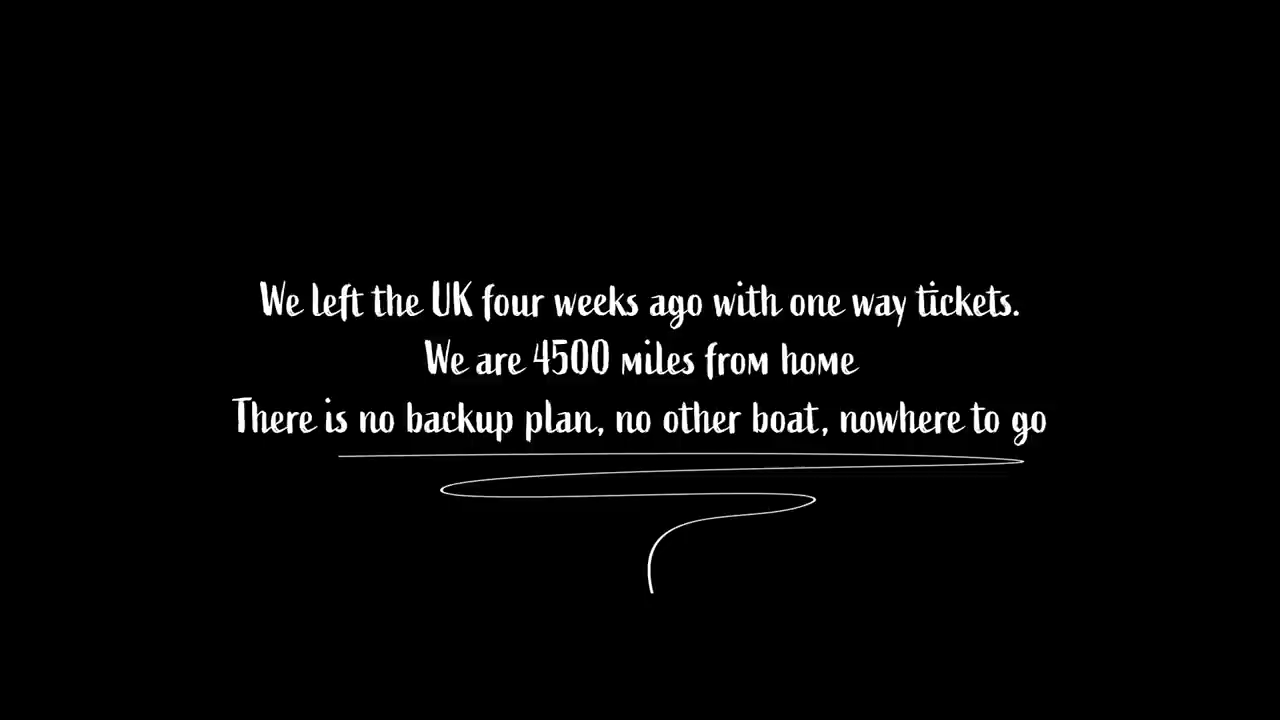 We left the UK four weeks ago with one way tickets.
We are 4500 miles from home
There is no backup plan, no other boat, nowhere to go